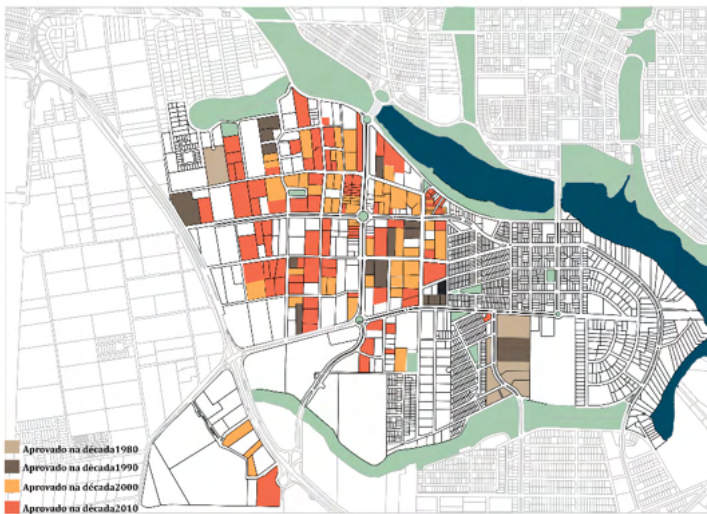 Aprovado na década1980
Aprovado na década1990
Aprovado na década2000
Aprovado na década2010